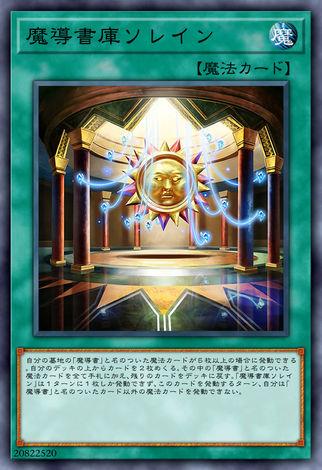 魔導書庫ソレイン
魔
【魔法カード】
自分の墓地の「魔導書」と名のついた魔法カードが５枚以上の場合に発動できる
。自分のデッキの上からカードを２枚めくる。その中の「魔導書」と名のついた
魔法カードを全て手札に加え、残りのカードをデッキに戻す。「魔導書庫ソレイ
ン」は１ターンに１枚しか発動できず、このカードを発動するターン、自分は「
魔導書」と名のついたカード以外の魔法カードを発動できない。
20822520